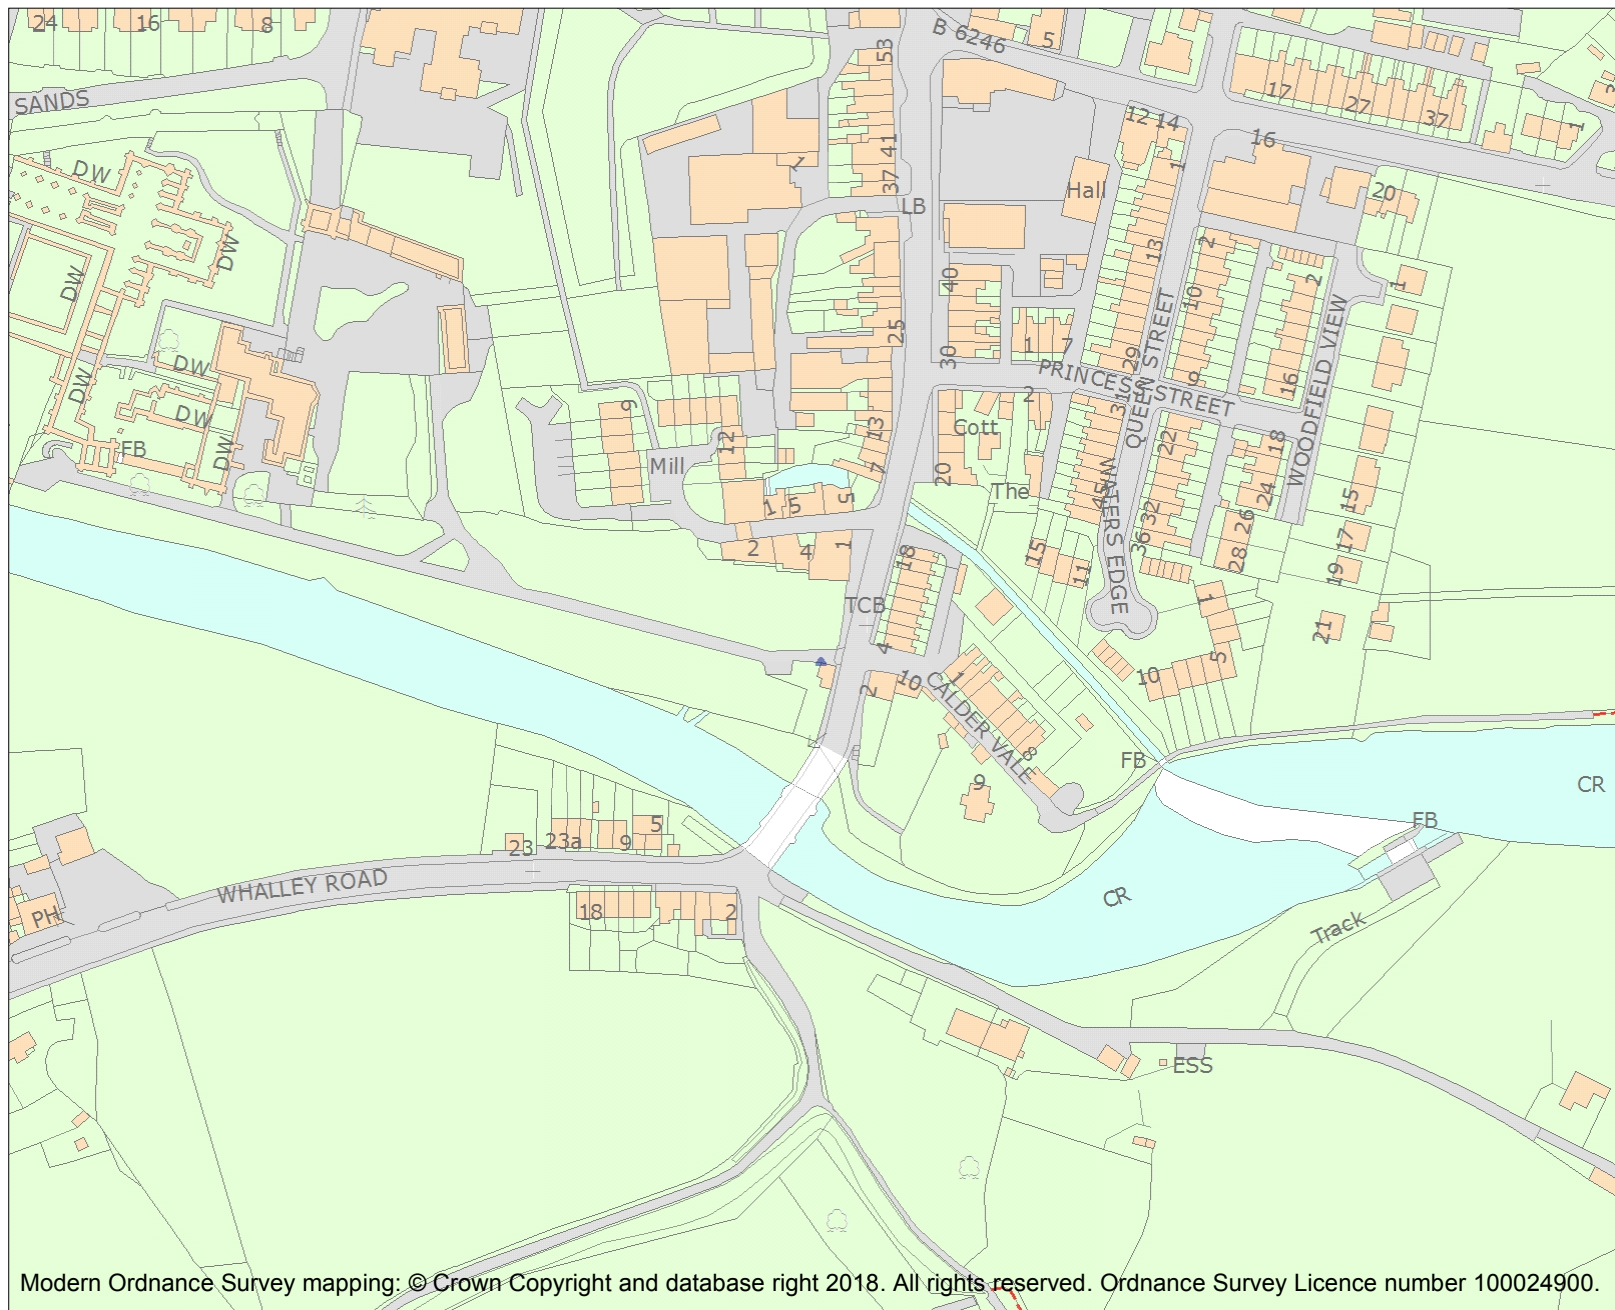 24 16 8
SANDS
B 6246
5
53
17 27 37
1
12 14
16
DW
1
41
37
Hall
1
20
LB
DW
13
2
DW
40
10
2
1
25
QUEEN STREET
WOODFIELD VIEW
30
1 7
29
DW
DW
PRINCESS STREET
9
16
2
31
9
DW
13
Cott
22
18
12
FB
DW
Mill
7
20
The
45
WINTERS EDGE
24
15
1 5
5
32
26
17
2 4
1
18
15
11
36
28
19
TCB
1
21
4
5
2
10
1
10
CALDER VALE
8
FB
9
CR
FB
5
23 23a 9
WHALLEY ROAD
CR
PH
18
2
Track
ESS
Modern Ordnance Survey mapping: © Crown Copyright and database right 2018. All rights reserved. Ordnance Survey Licence number 100024900.